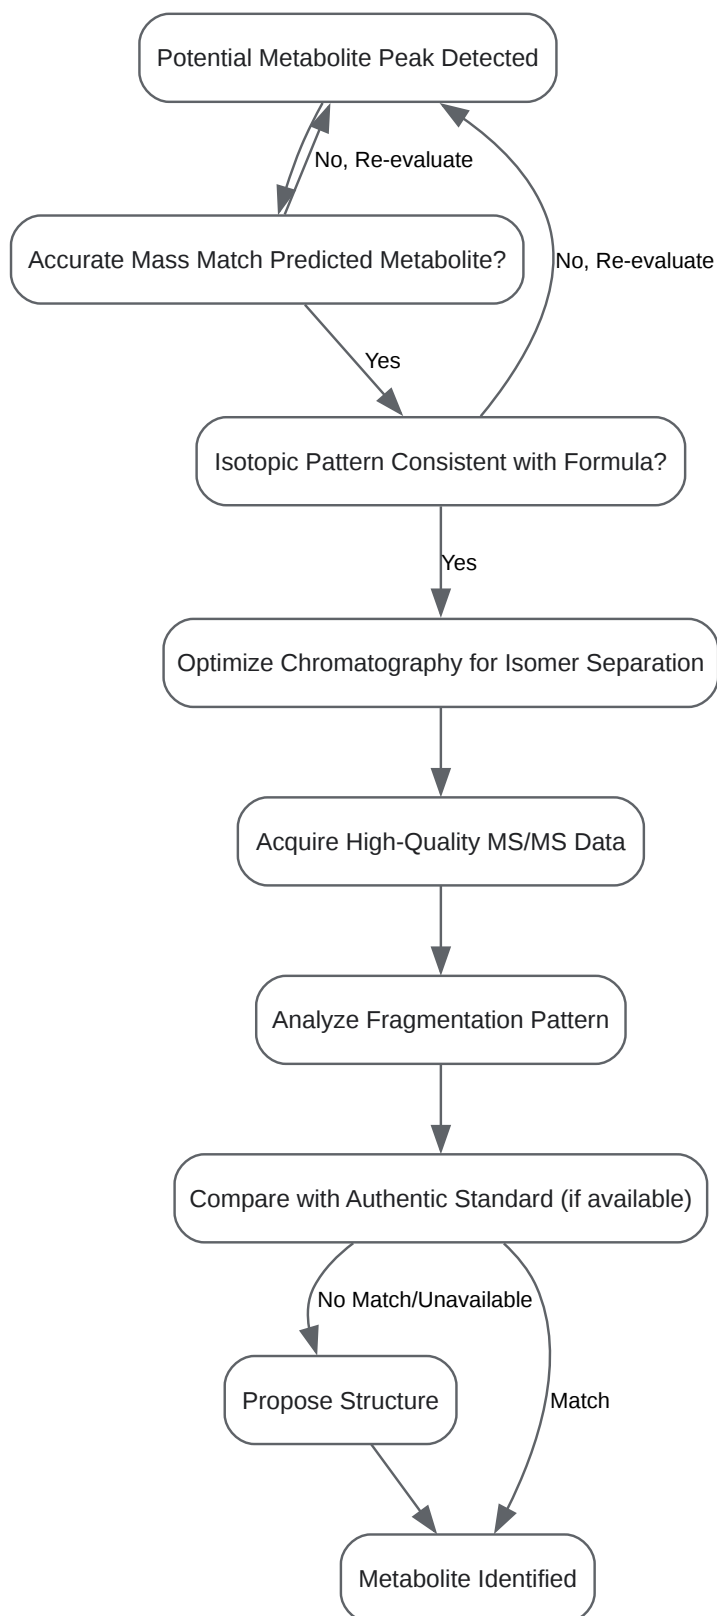 Potential Metabolite Peak Detected
No, Re-evaluate
Accurate Mass Match Predicted Metabolite?
No, Re-evaluate
Yes
Isotopic Pattern Consistent with Formula?
Yes
Optimize Chromatography for Isomer Separation
Acquire High-Quality MS/MS Data
Analyze Fragmentation Pattern
Compare with Authentic Standard (if available)
No Match/Unavailable
Propose Structure
Match
Metabolite Identified